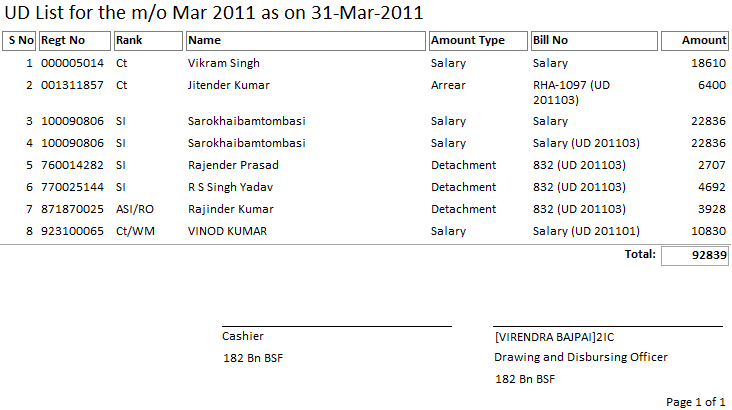 UD List for the m/o Mar 2011 as on 31-Mar-2011
S No Regt No Rank Name Amount Type Bill No Amount
1 000005014 Ct Vikram Singh Salary Salary 18610
2 001311857 Ct Jitender Kumar Arrear RHA-1097 (UD 6400
201103)
3 100090806 SI Sarokhaibamtombasi Salary Salary 22836
4 100090806 SI Sarokhaibamtombasi Salary Salary (UD 201103) 22836
5 760014282 SI Rajender Prasad Detachment 832 (UD 201103) 2707
6 770025144 SI R S Singh Yadav Detachment 832 (UD 201103) 4692
7 871870025 ASI/RO Rajinder Kumar Detachment 832 (UD 201103) 3928
8 923100065 Ct/WM VINOD KUMAR Salary Salary (UD 201101) 10830
Total: 92839
Cashier [VIRENDRA BAJPAI]2IC
182 Bn BSF Drawing and Disbursing Officer
182 Bn BSF
Page 1 of 1